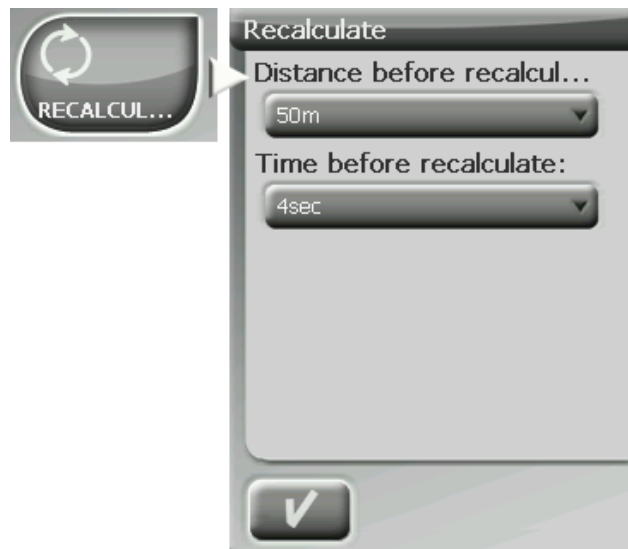 RECALCUL...
Recalculate
Distance before recalcul...
50m
Time before recalculate:
4sec